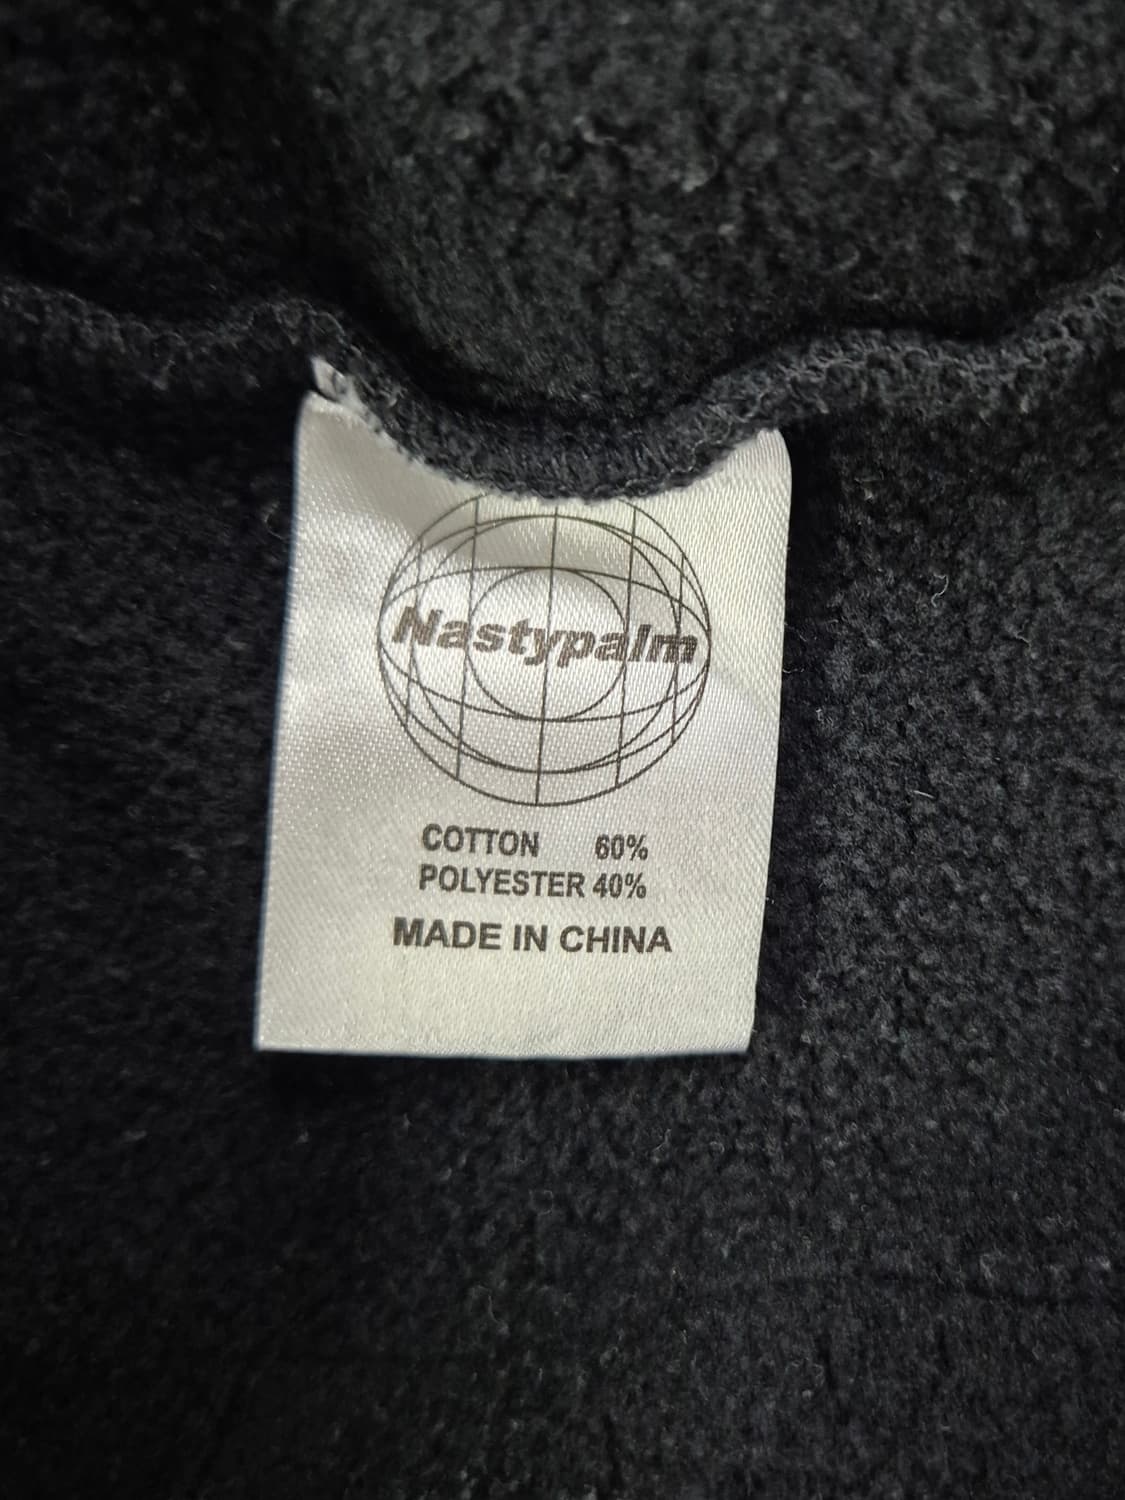 Nastypalm
COTTON 60%
POLYESTER 40%
MADE IN CHINA